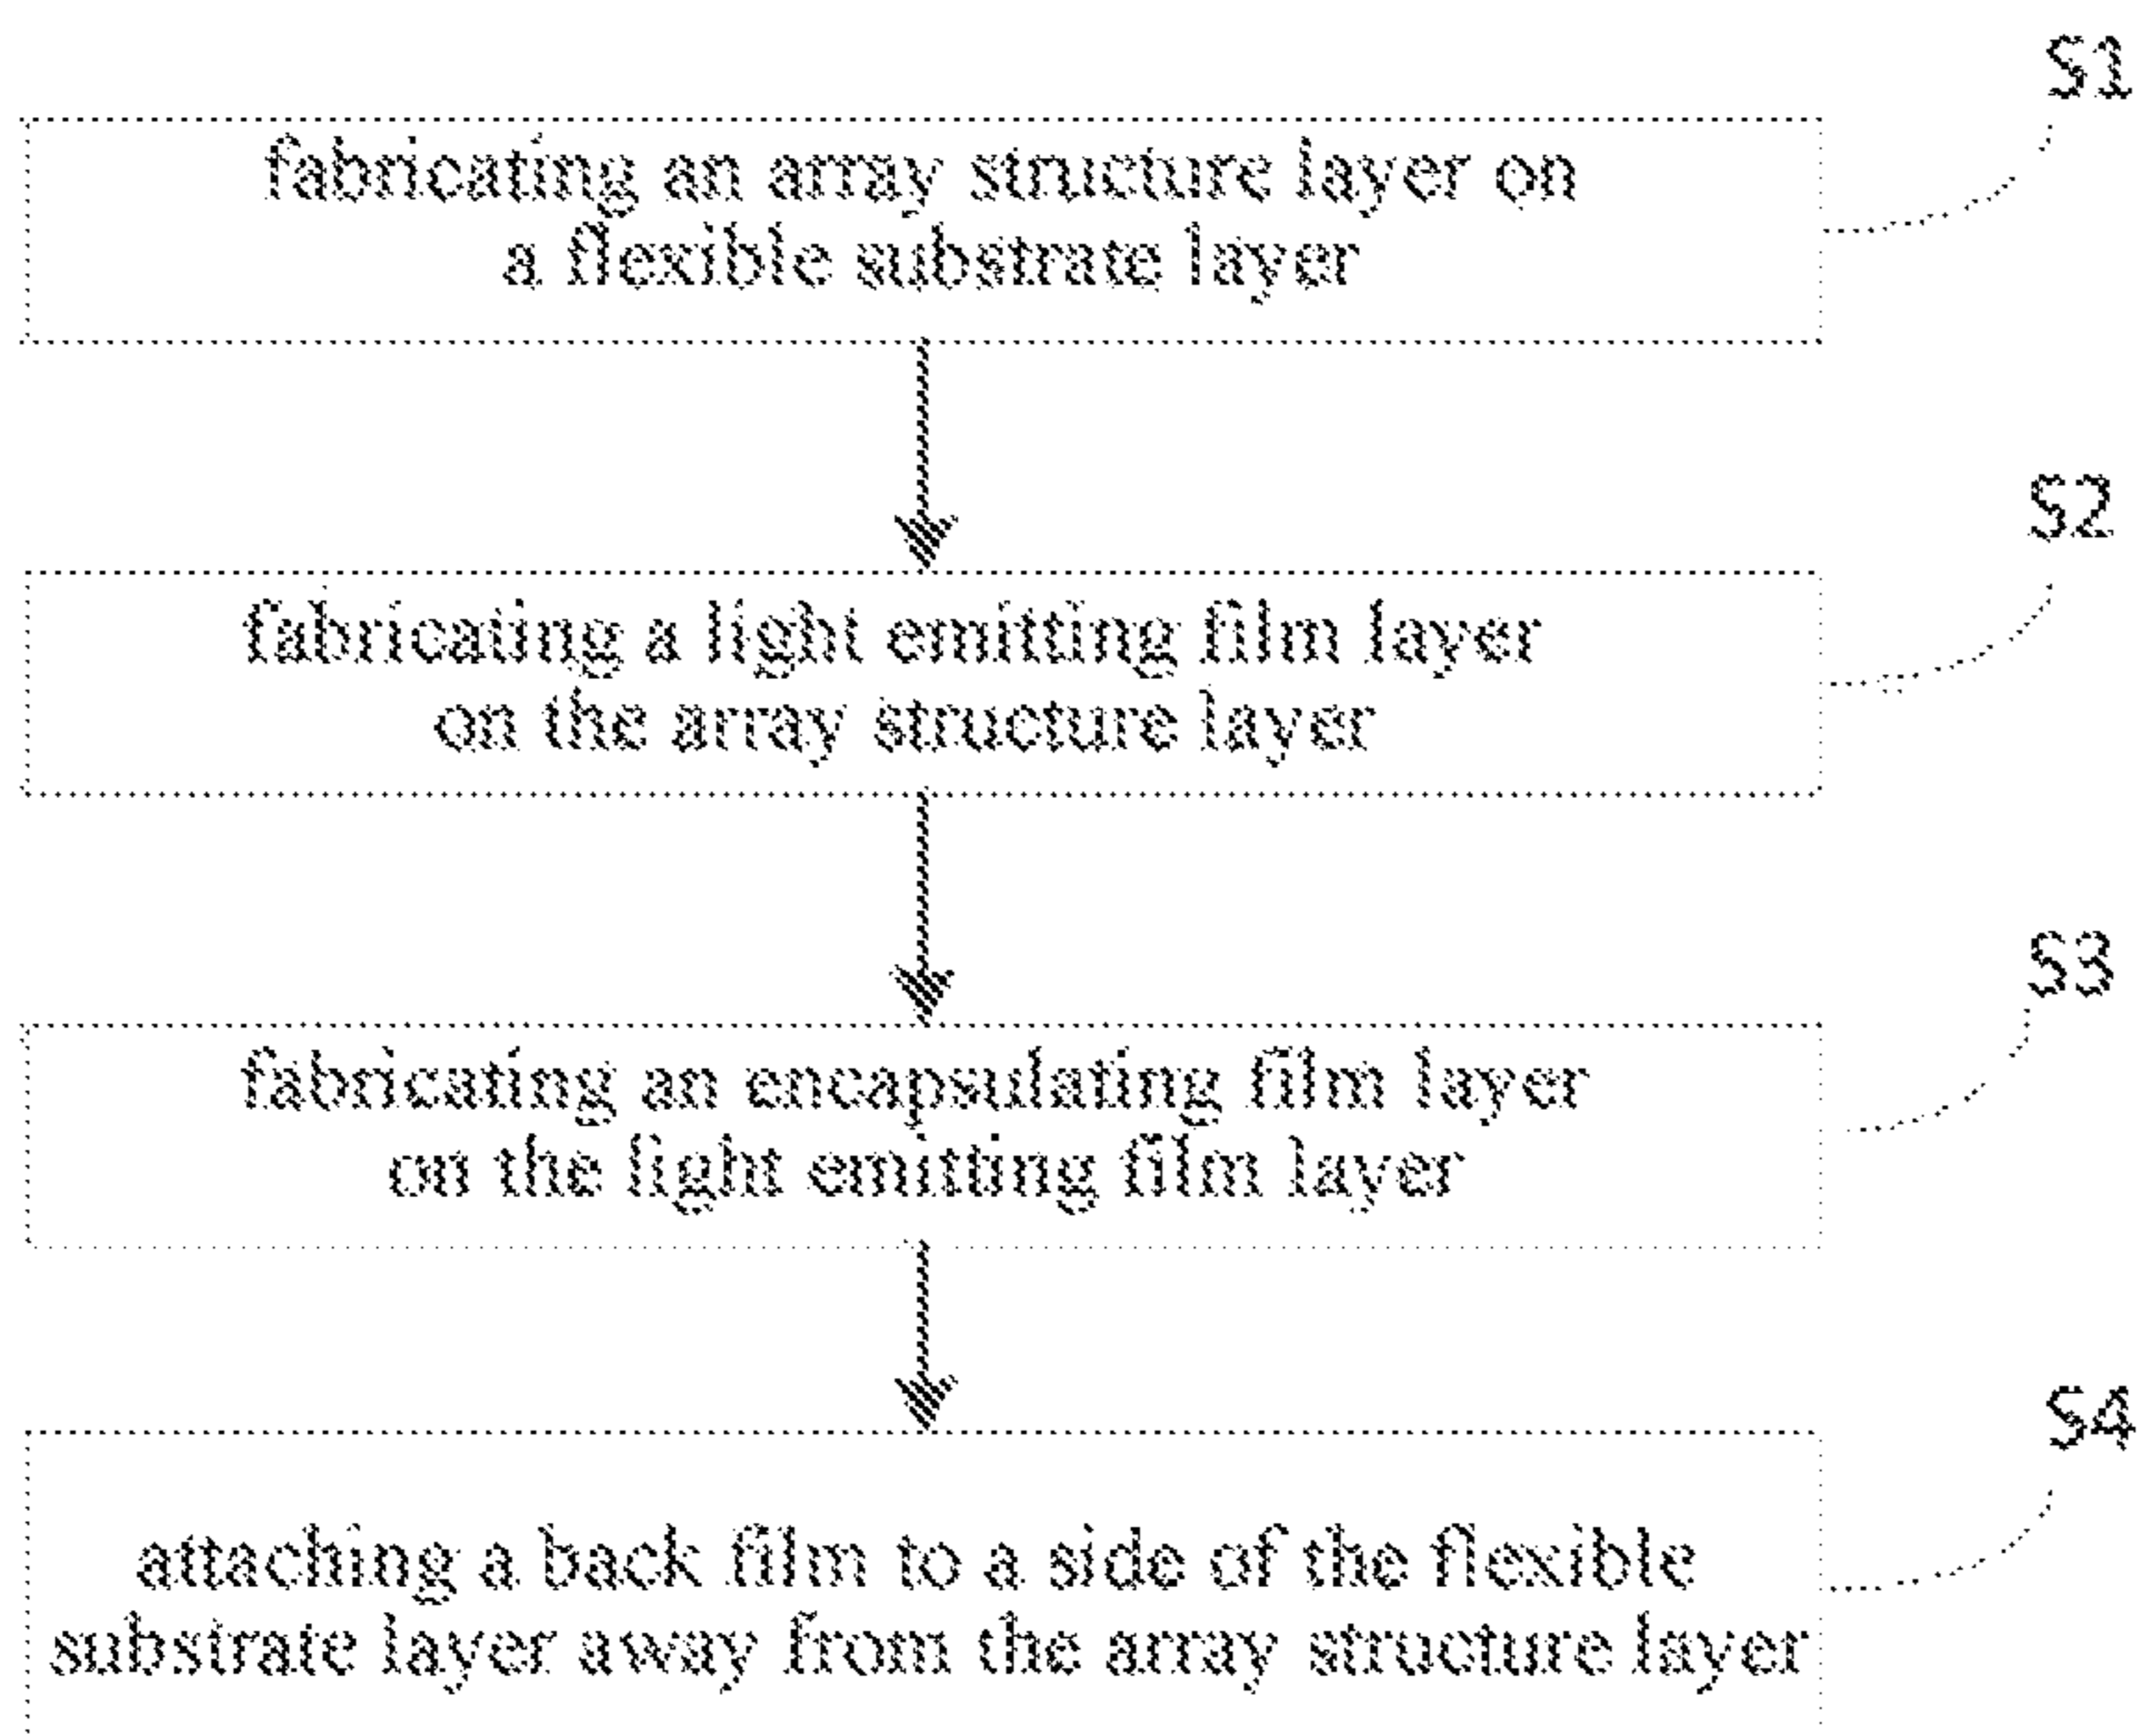 S1
fabricating an array structure layer on
a flexible substrate layer
S2
fabricating a light emitting film layer
on the array structure layer
S3
fabricating an encapsulating film layer
on the light emitting film layer
S4
attaching a back film to a side of the flexible
substrate layer away from the array structure layer